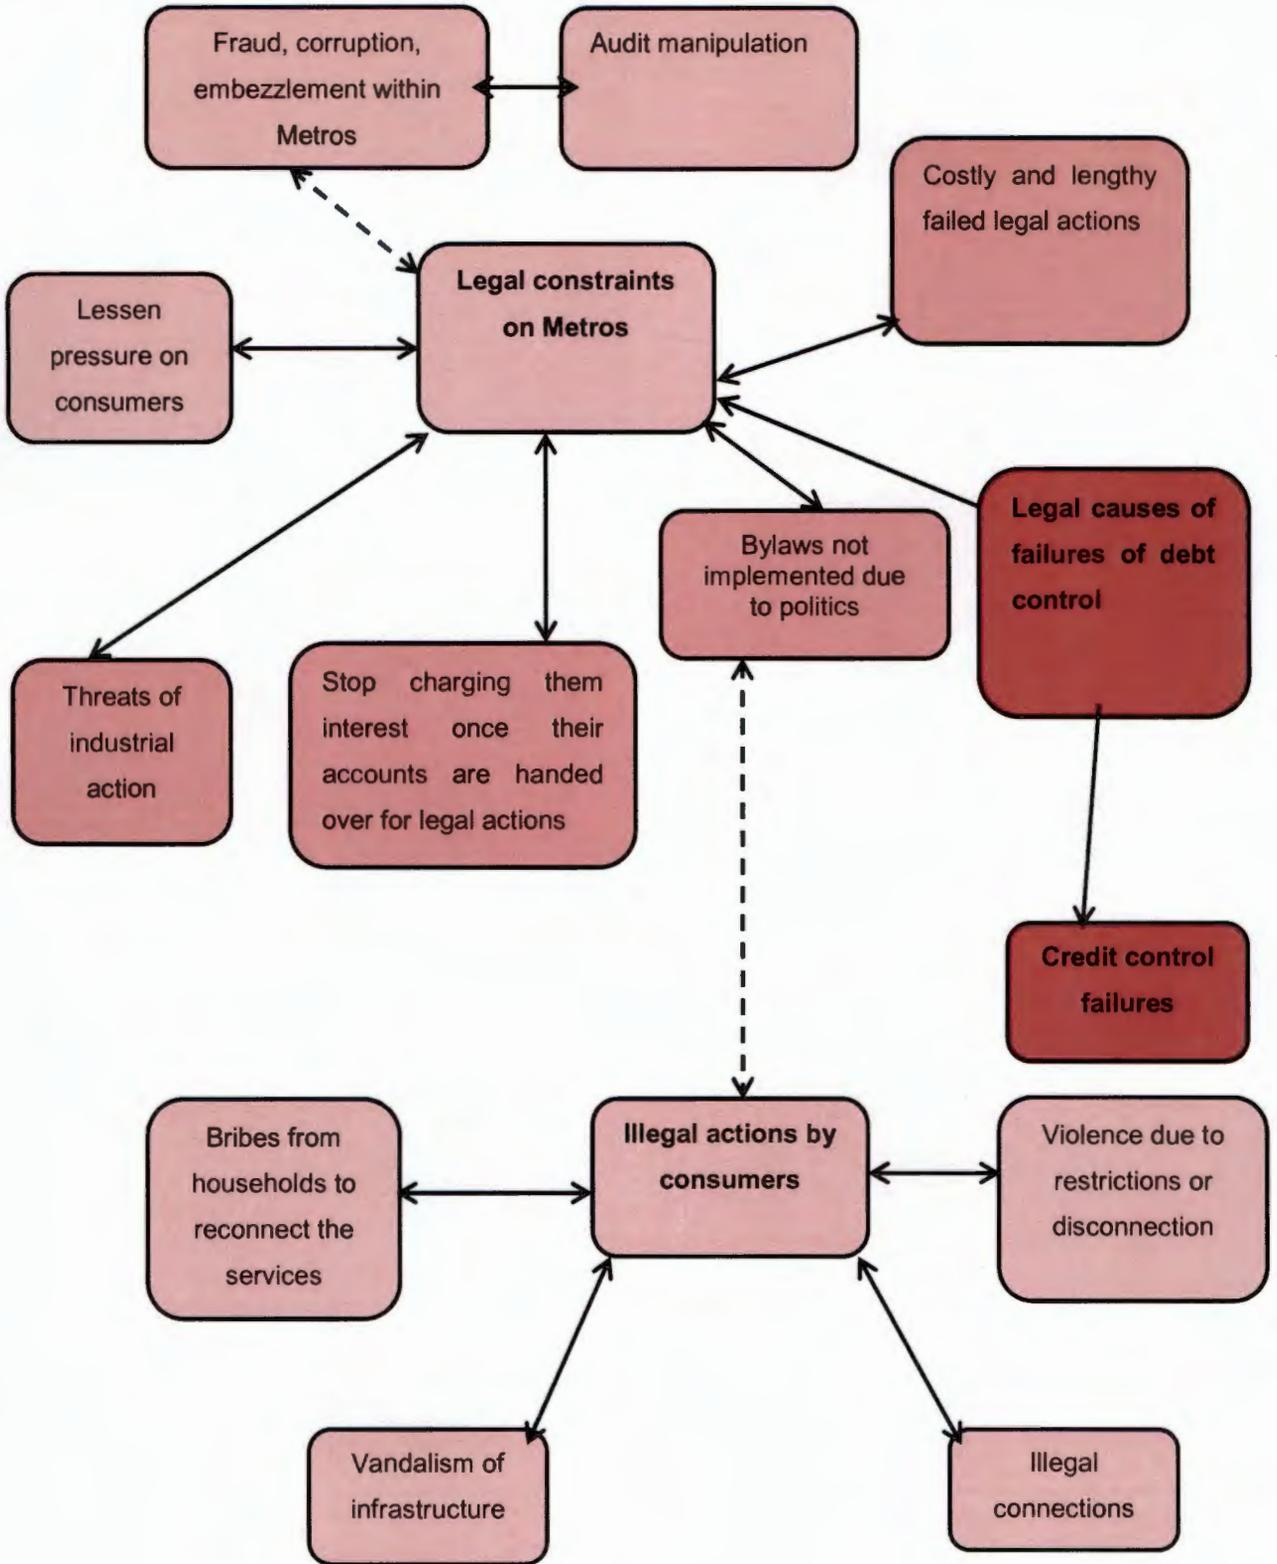 Fraud, corruption,
embezzlement within
Metros
Audit manipulation
Costly and lengthy
failed legal actions
Legal constraints
on Metros
Lessen
pressure on
consumers
Legal causes of
failures of debt
control
Bylaws not
implemented due
to politics
Threats of
industrial
action
Stop charging them
interest once their
accounts are handed
over for legal actions
Credit control
failures
Illegal actions by
consumers
Bribes from
households to
reconnect the
services
Violence due to
restrictions or
disconnection
Vandalism of
infrastructure
Illegal
connections